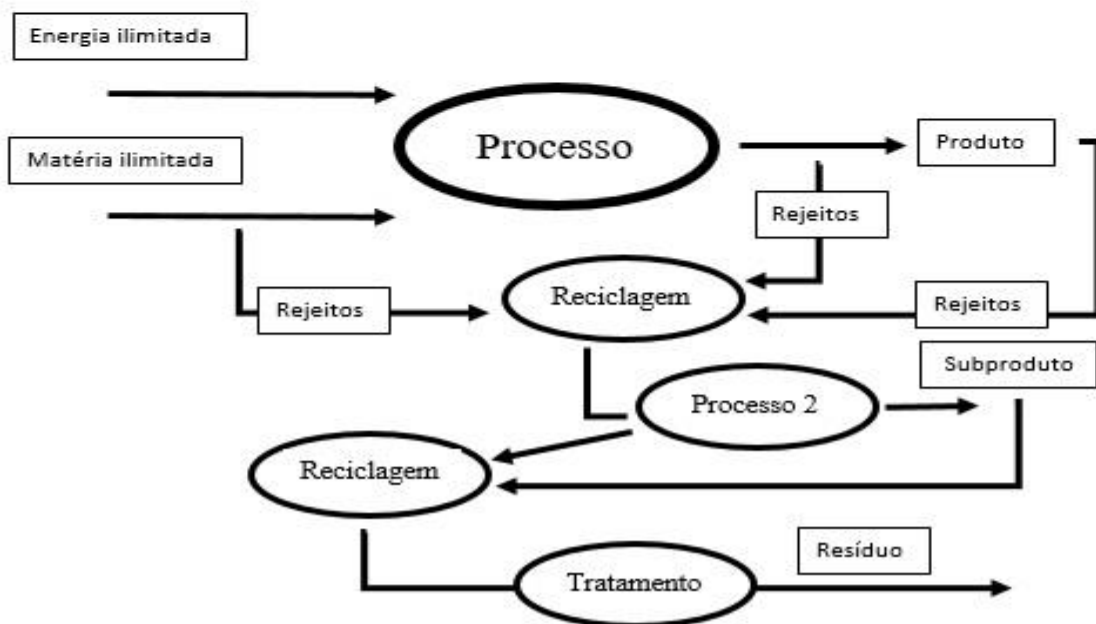 Energia ilimitada
Processo
Produto
Matéria ilimitada
Rejeitos
Reciclagem
Rejeitos
Rejeitos
Subproduto
Processo 2
Reciclagem
Resíduo
Tratamento